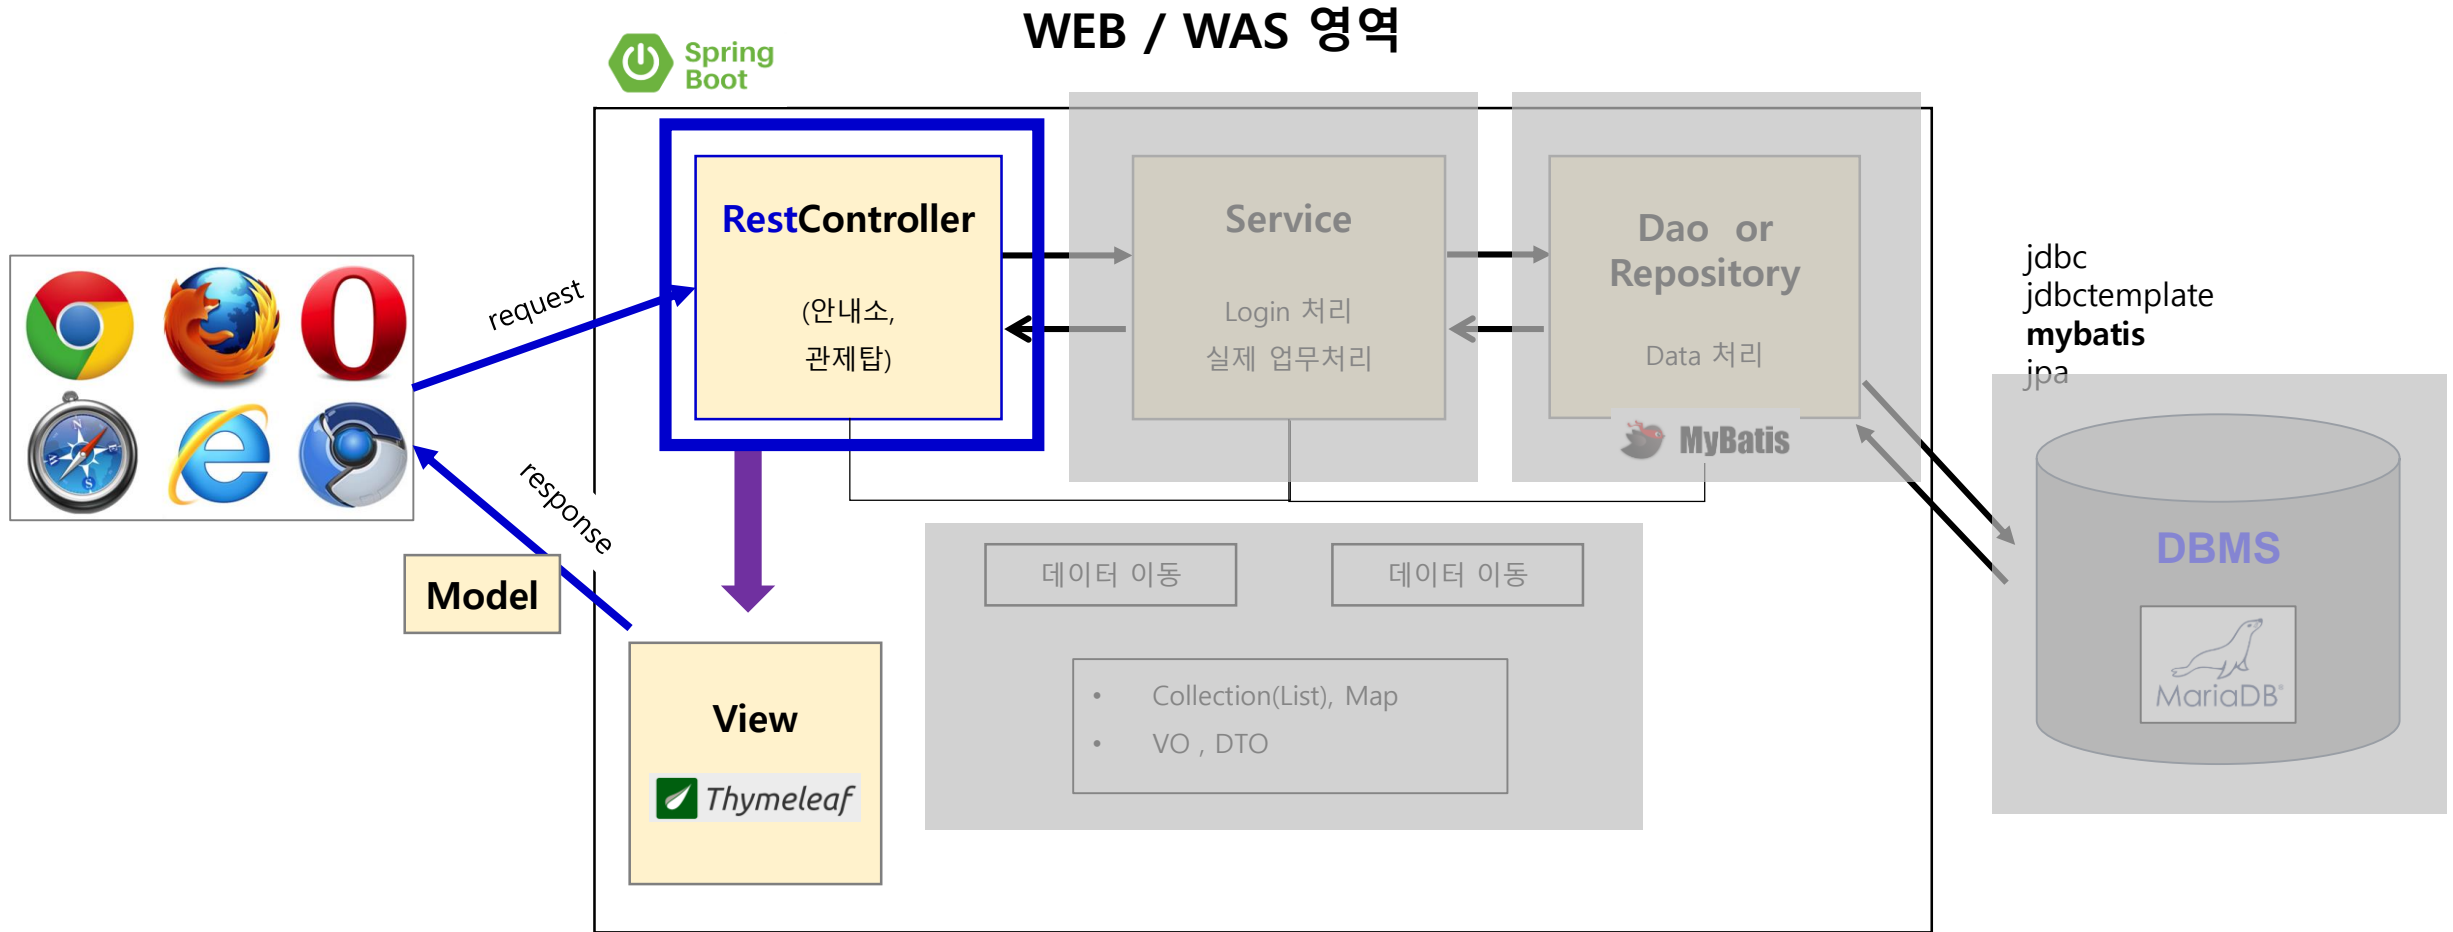 WEB / WAS 영역
Spring
Boot
RestController
(안내소,
관제탑)
Service
Login 처리
실제 업무처리
Dao or
Repository
Data 처리
MyBatis
jdbc
jdbctemplate
mybatis
jpa
request
response
Model
View
Thymeleaf
데이터 이동
데이터 이동
• Collection(List), Map
• VO , DTO
DBMS
MariaDB
N
E
S
W